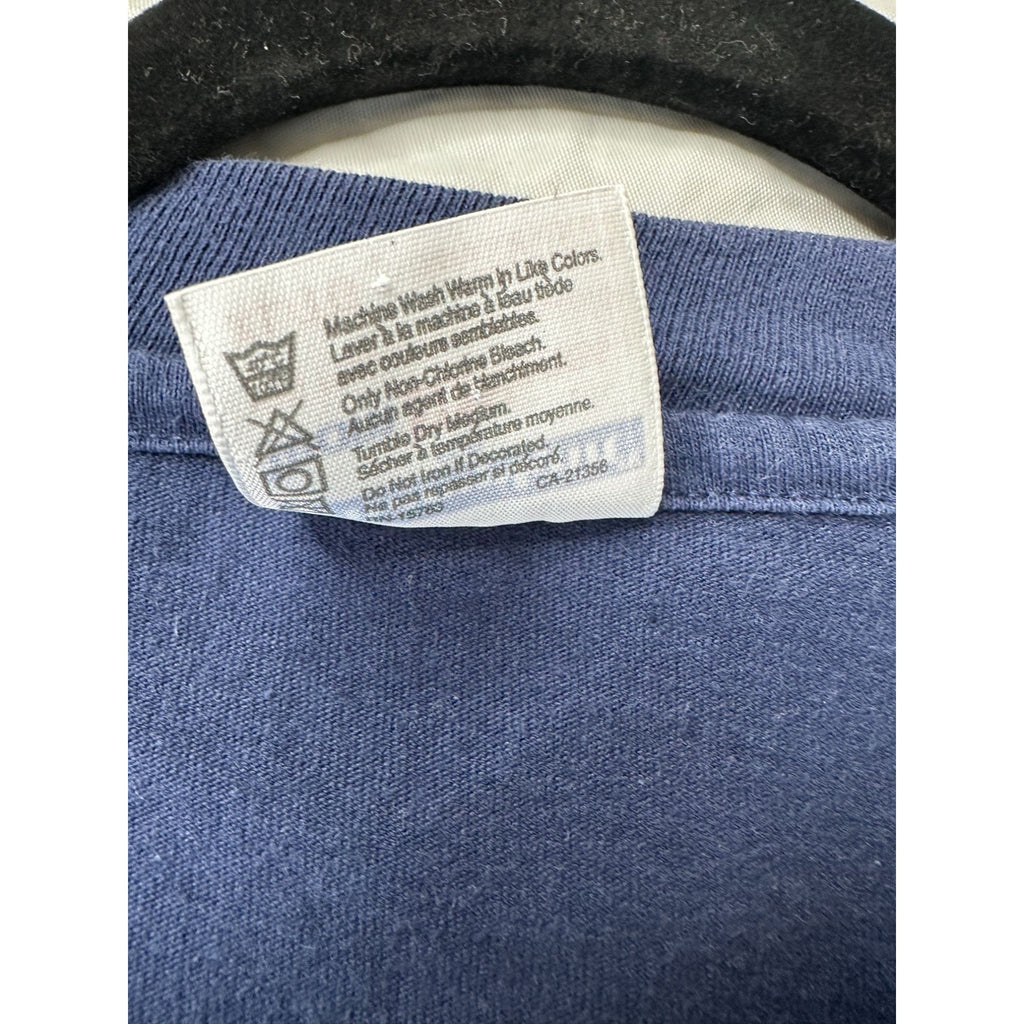 Machine Wash Warm in Like Colors.
Laver à la machine à l'eau tiède
avec couleurs semblables.
Only Non-Chlorine Bleach.
Aucun agent de blanchiment.
Tumble Dry Medium.
Sécher à température moyenne.
Do Not Iron If Decorated.
Ne pas repasser si décoré.
CA-21356
15763